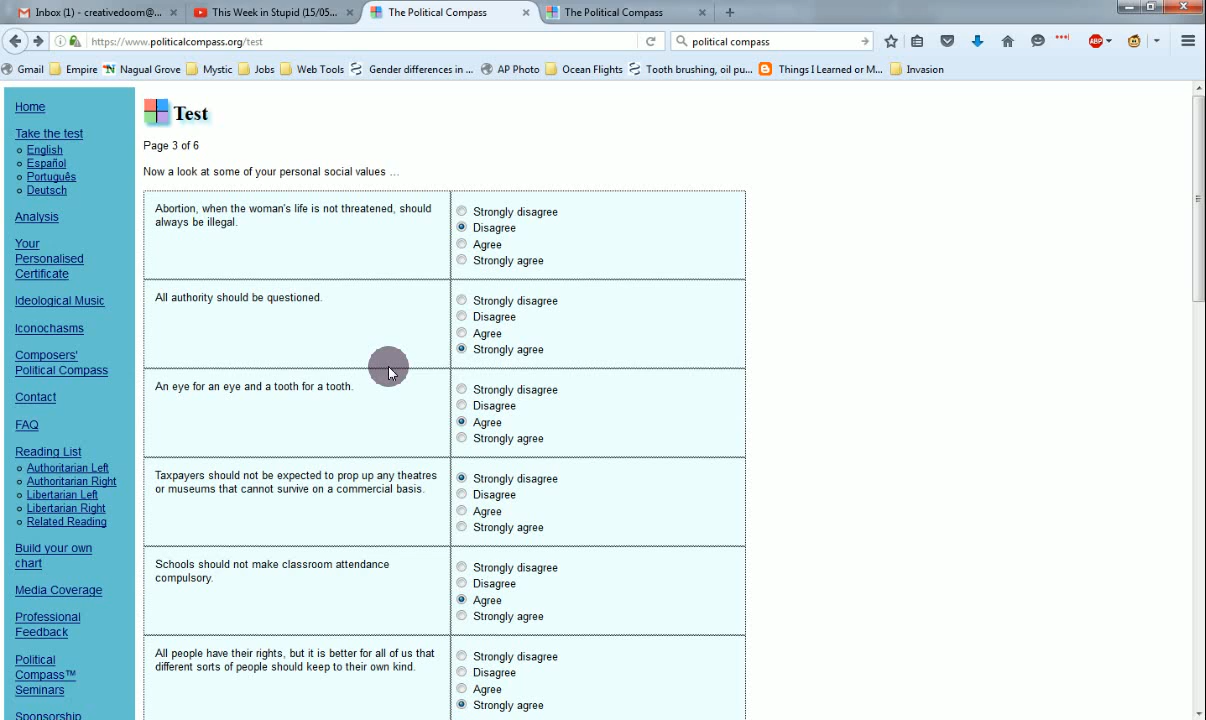 Inbox (1) - creativedoom@...
This Week in Stupid (15/05...
The Political Compass
The Political Compass
https://www.politicalcompass.org/test
political compass
ABP
Gmail
Empire
Nagual Grove
Mystic
Jobs
Web Tools
Gender differences in ...
AP Photo
Ocean Flights
Tooth brushing, oil pu...
Things I Learned or M...
Invasion
Home
Take the test
English
Español
Português
Deutsch
Analysis
Your
Personalised
Certificate
Ideological Music
Iconochasms
Composers'
Political Compass
Contact
FAQ
Reading List
Authoritarian Left
Authoritarian Right
Libertarian Left
Libertarian Right
Related Reading
Build your own
chart
Media Coverage
Professional
Feedback
Political
Compass™
Seminars
Sponsorship
Test
Page 3 of 6
Now a look at some of your personal social values ...
Abortion, when the woman's life is not threatened, should
always be illegal.
Strongly disagree
Disagree
Agree
Strongly agree
All authority should be questioned.
Strongly disagree
Disagree
Agree
Strongly agree
An eye for an eye and a tooth for a tooth.
Strongly disagree
Disagree
Agree
Strongly agree
Taxpayers should not be expected to prop up any theatres
or museums that cannot survive on a commercial basis.
Strongly disagree
Disagree
Agree
Strongly agree
Schools should not make classroom attendance
compulsory.
Strongly disagree
Disagree
Agree
Strongly agree
All people have their rights, but it is better for all of us that
different sorts of people should keep to their own kind.
Strongly disagree
Disagree
Agree
Strongly agree